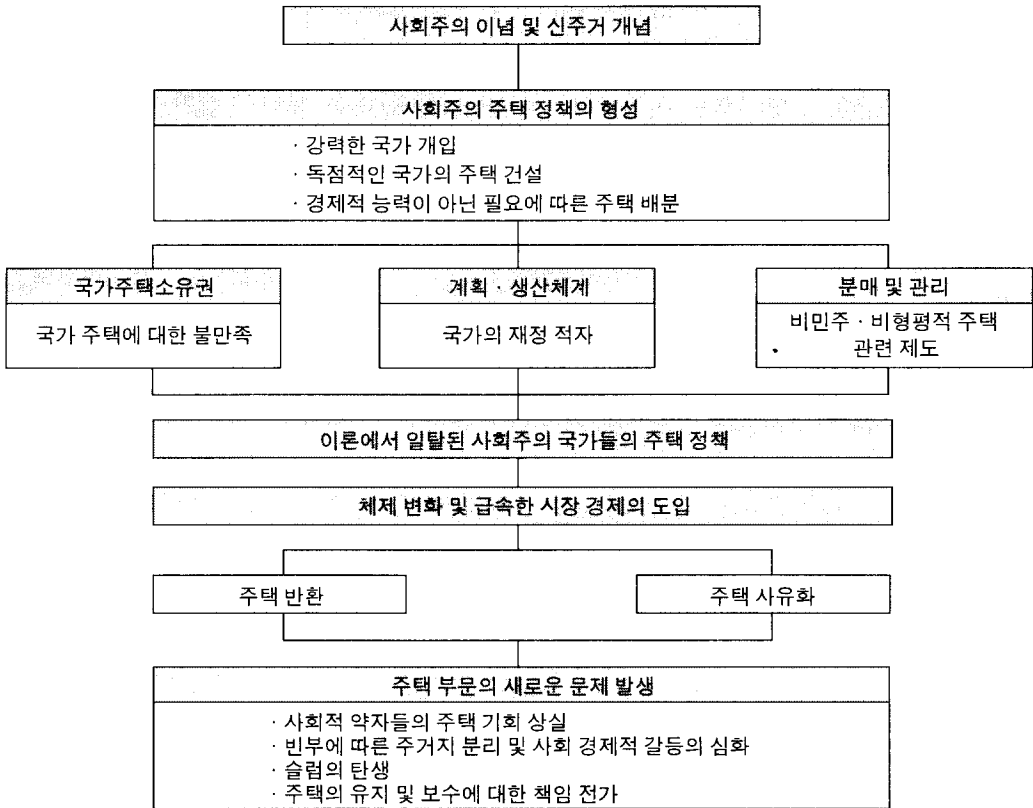 사회주의 이념 및 신주거 개념
사회주의 주택 정책의 형성
· 강력한 국가 개입
· 독점적인 국가의 주택 건설
· 경제적 능력이 아닌 필요에 따른 주택 배분
국가주택소유권
국가 주택에 대한 불만족
계획 · 생산체계
국가의 재정 적자
분매 및 관리
비민주 · 비형평적 주택
관련 제도
이론에서 일탈된 사회주의 국가들의 주택 정책
체제 변화 및 급속한 시장 경제의 도입
주택 반환
주택 사유화
주택 부문의 새로운 문제 발생
· 사회적 약자들의 주택 기회 상실
· 빈부에 따른 주거지 분리 및 사회 경제적 갈등의 심화
· 슬럼의 탄생
· 주택의 유지 및 보수에 대한 책임 전가